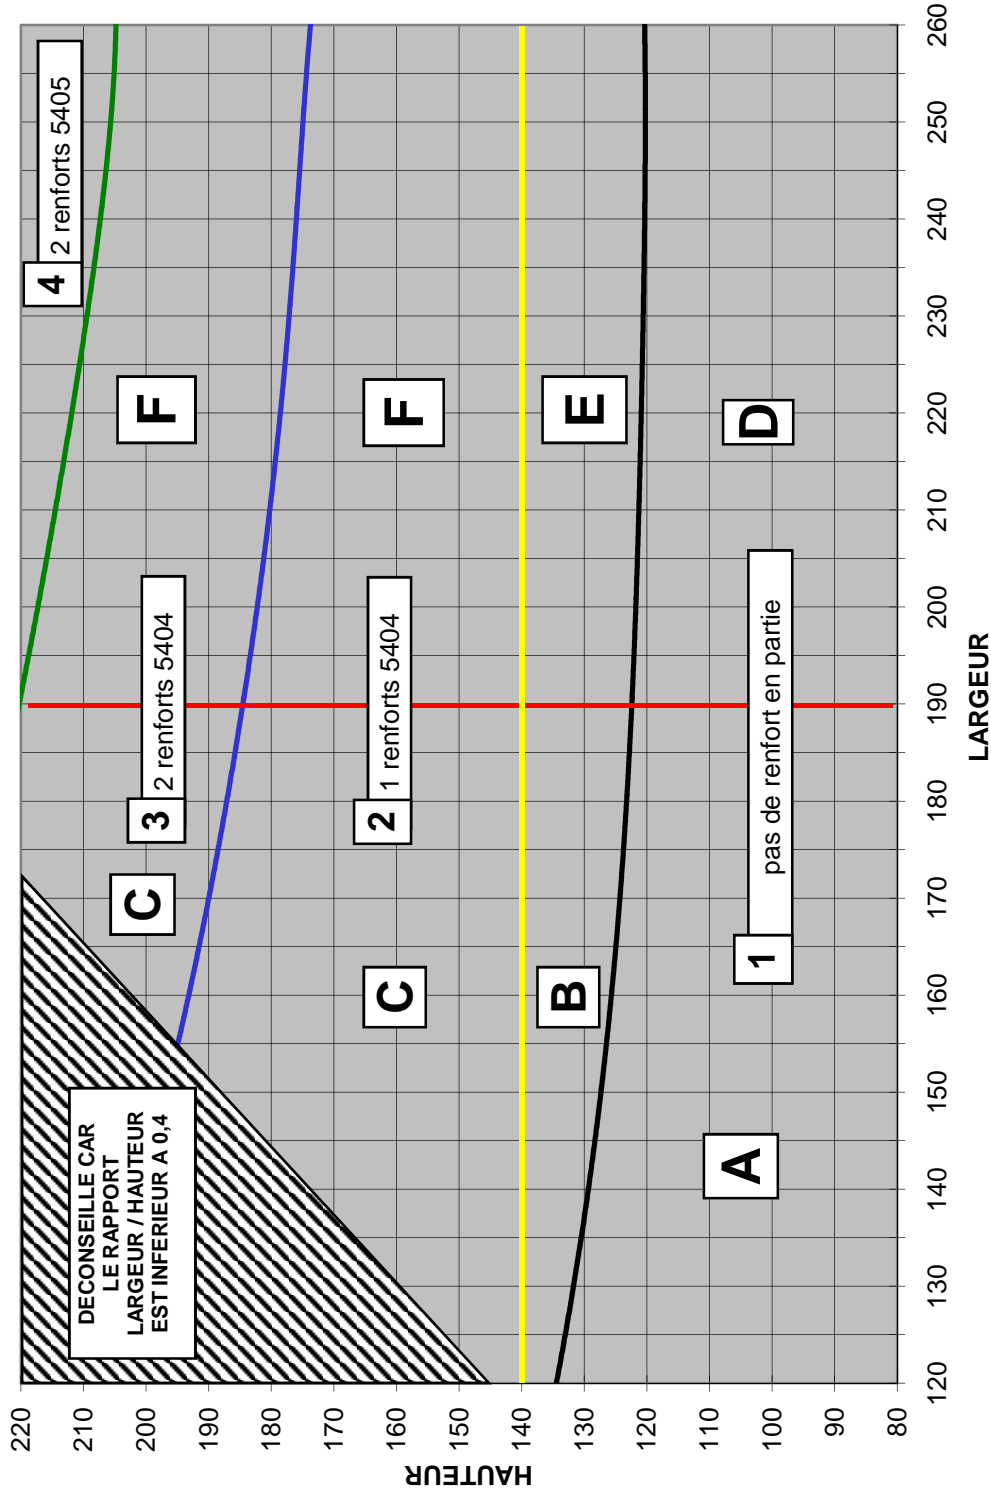 220
210
200
190
180
170
160
150
140
130
120
110
100
90
80
HAUTEUR
DECONSEILLE CAR
LE RAPPORT
LARGEUR / HAUTEUR
EST INFERIEUR A 0,4
4
2 renforts 5405
C
3
2 renforts 5404
F
C
2
1 renforts 5404
F
B
E
A
1
pas de renfort en partie
D
120
130
140
150
160
170
180
190
200
210
220
230
240
250
260
LARGEUR